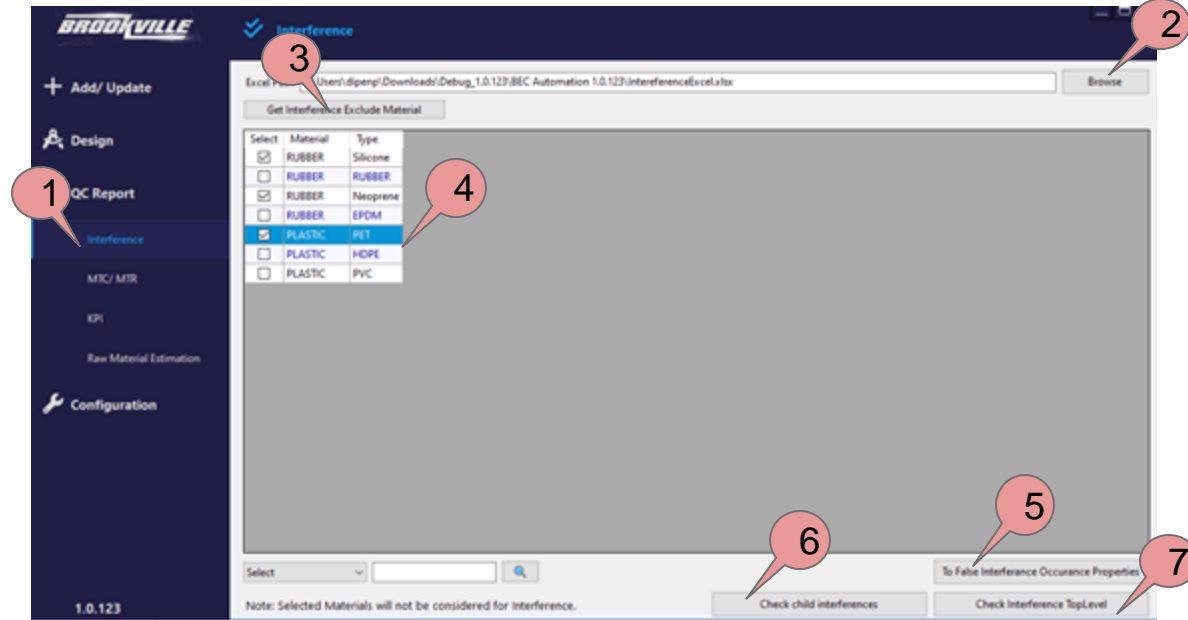 BROOKVILLE
Interference
2
3
Excel P
Users\dipenp\Downloads\Debug_1.0.123\BEC Automation 1.0.123\IntereferenceExcel.xlsx
Browse
Add/ Update
Get Interference Exclude Material
Design
Select Material Type
RUBBER Silicone
RUBBER RUBBER
RUBBER Neoprene
RUBBER EPDM
PLASTIC PET
PLASTIC HDPE
PLASTIC PVC
4
1
QC Report
Interference
MTC/ MTR
KPI
Raw Material Estimation
Configuration
5
6
7
Select
To False Interferance Occurance Properties
Note: Selected Materials will not be considered for Interference.
Check child interferences
Check Interference TopLevel
1.0.123